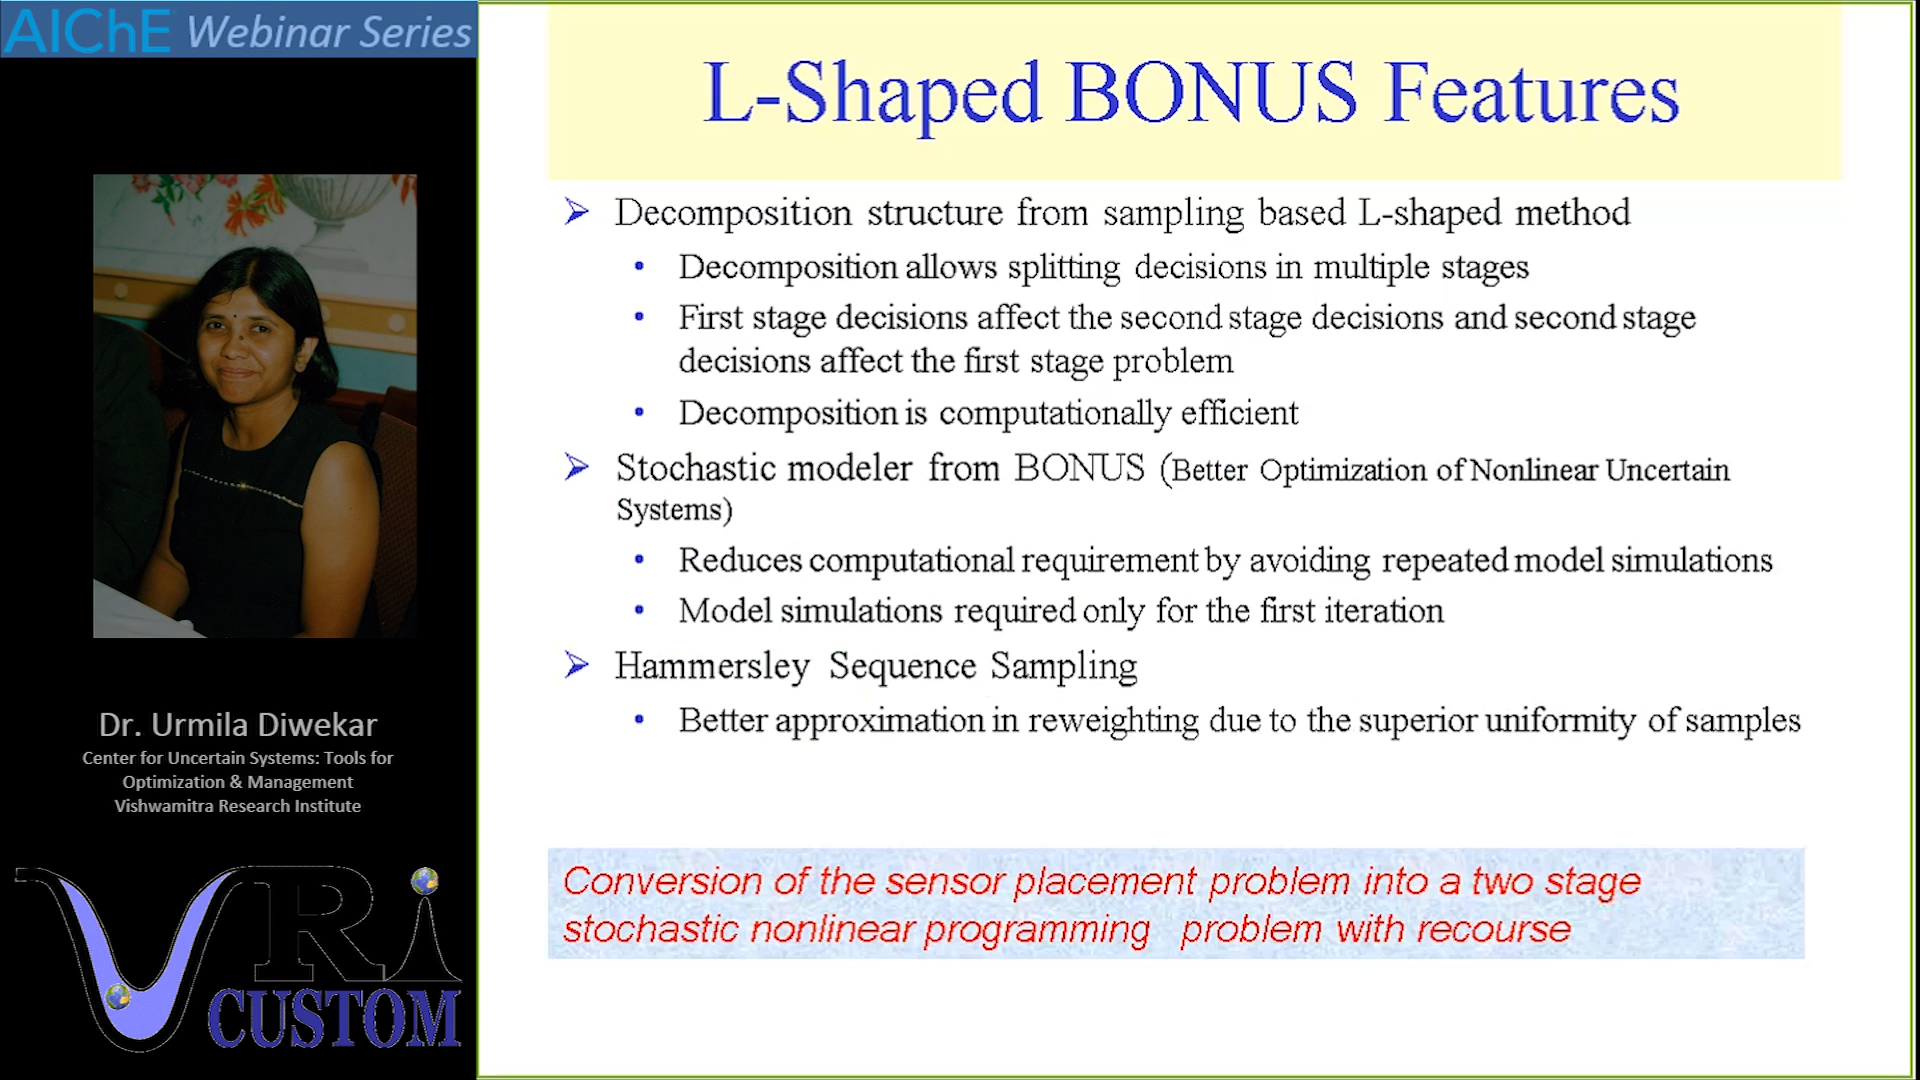 AIChE Webinar Series
L-Shaped BONUS Features
➢ Decomposition structure from sampling based L-shaped method
• Decomposition allows splitting decisions in multiple stages
• First stage decisions affect the second stage decisions and second stage
decisions affect the first stage problem
• Decomposition is computationally efficient
➢ Stochastic modeler from BONUS (Better Optimization of Nonlinear Uncertain
Systems)
• Reduces computational requirement by avoiding repeated model simulations
• Model simulations required only for the first iteration
➢ Hammersley Sequence Sampling
• Better approximation in reweighting due to the superior uniformity of samples
Conversion of the sensor placement problem into a two stage
stochastic nonlinear programming problem with recourse
Dr. Urmila Diwekar
Center for Uncertain Systems: Tools for
Optimization & Management
Vishwamitra Research Institute
VRi
CUSTOM